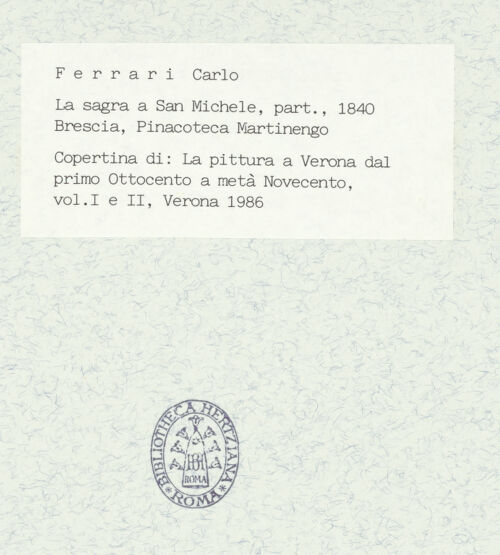 F e r r a r i  Carlo
La sagra a San Michele, part., 1840
Brescia, Pinacoteca Martinengo
Copertina di: La pittura a Verona dal
primo Ottocento a metà Novecento,
vol.I e II, Verona 1986
BIBLIOTHECA HERTZIANA
BH
ROMA
* ROMA *